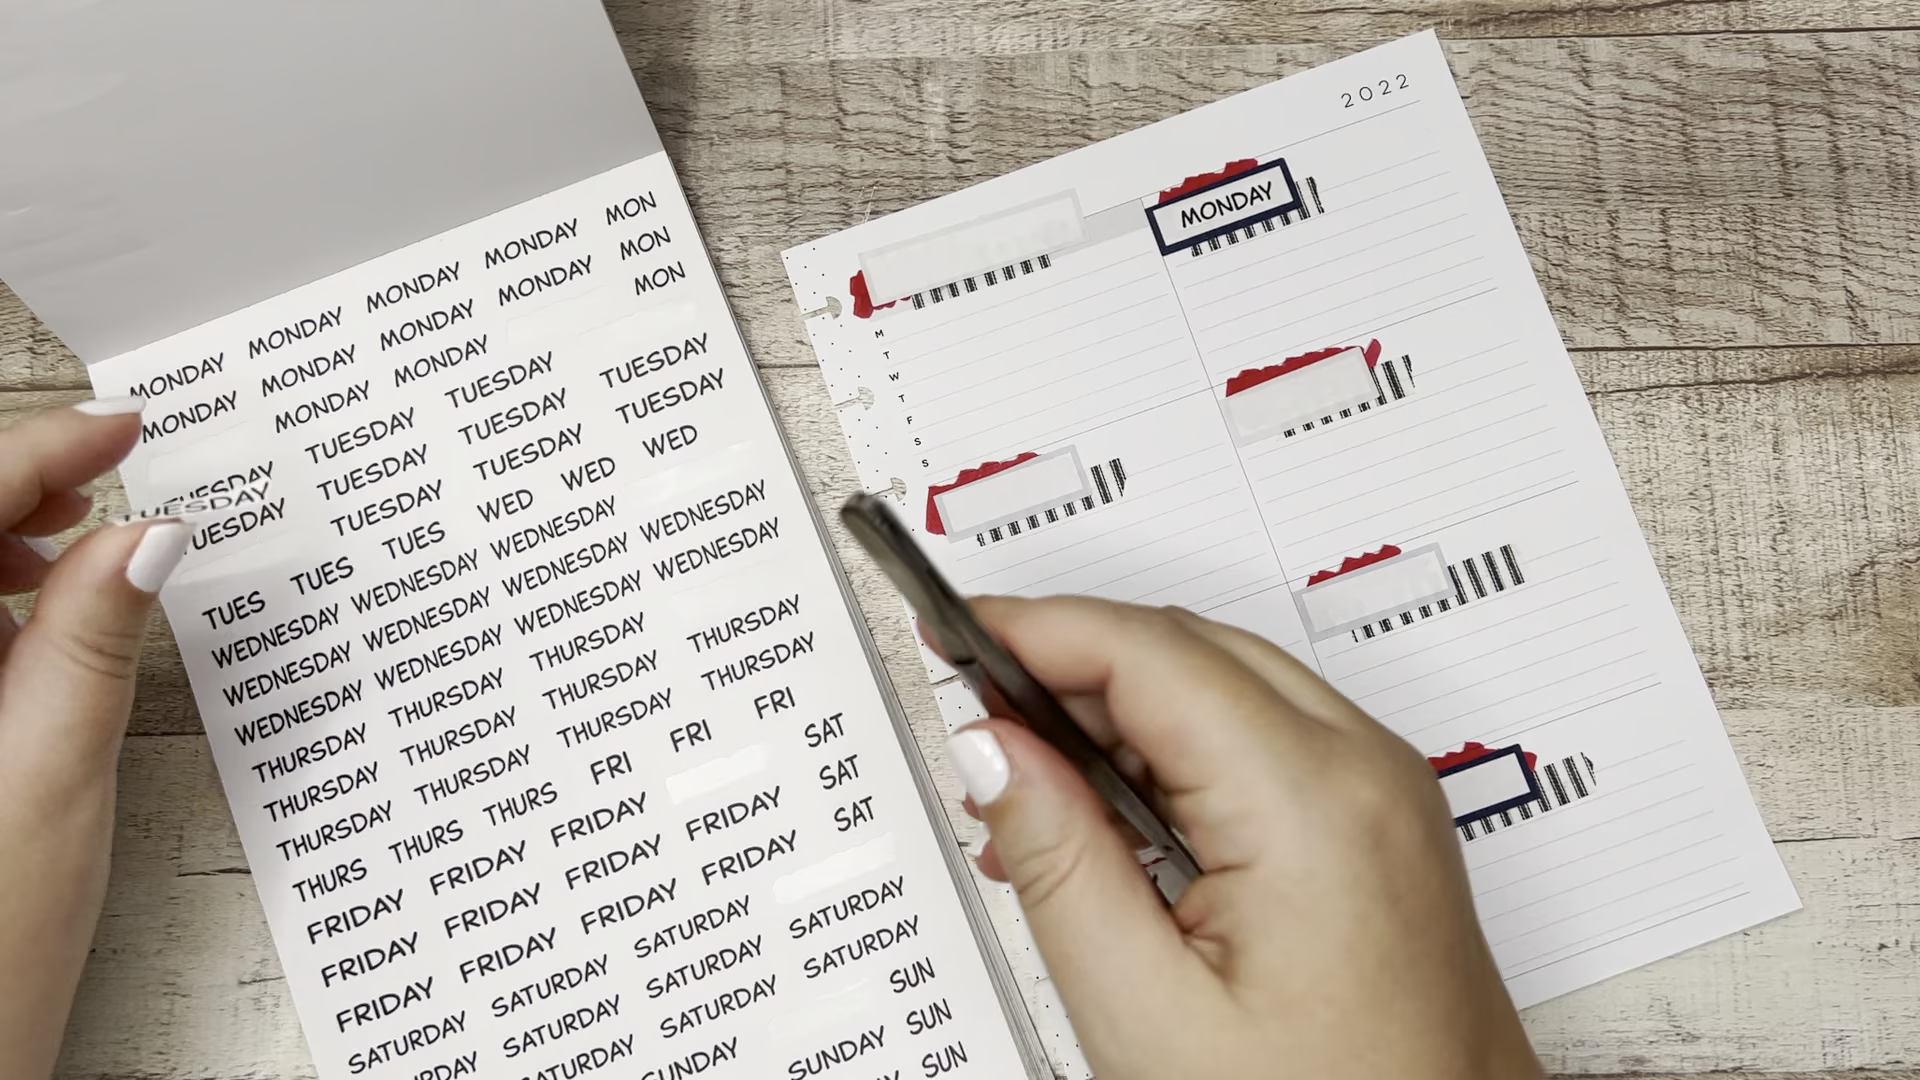 MONDAY MONDAY MONDAY MONDAY MON
MONDAY MONDAY MONDAY MONDAY MON
MONDAY MONDAY MON
TUESDAY TUESDAY TUESDAY TUESDAY
TUESDAY
TUESDAY TUESDAY TUESDAY TUESDAY
TUESDAY TUESDAY
TUES TUES TUES WED WED WED
WEDNESDAY WEDNESDAY WEDNESDAY
WEDNESDAY WEDNESDAY WEDNESDAY WEDNESDAY
WEDNESDAY WEDNESDAY WEDNESDAY WEDNESDAY
THURSDAY THURSDAY THURSDAY
THURSDAY THURSDAY THURSDAY THURSDAY
THURSDAY THURSDAY THURSDAY THURSDAY
THURS THURS THURS FRI FRI FRI
FRIDAY FRIDAY FRIDAY SAT
FRIDAY FRIDAY FRIDAY FRIDAY SAT
FRIDAY FRIDAY FRIDAY FRIDAY SAT
SATURDAY SATURDAY SATURDAY
SATURDAY SATURDAY SATURDAY
SATURDAY SATURDAY SATURDAY
SUN
SUNDAY SUNDAY SUN
SUN
2022
MONDAY
M
T
W
T
F
S
S